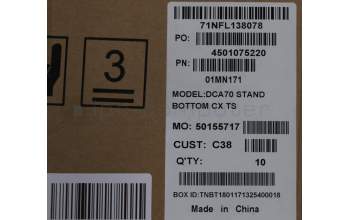 71NFL138078
PO:
4501075220
PN:
01MN171
MODEL:DCA70 STAND
BOTTOM CX TS
MO: 50155717
CUST: C38
Q'TY: 10
BOX ID:TNBT1801171325400018
Made in China
3